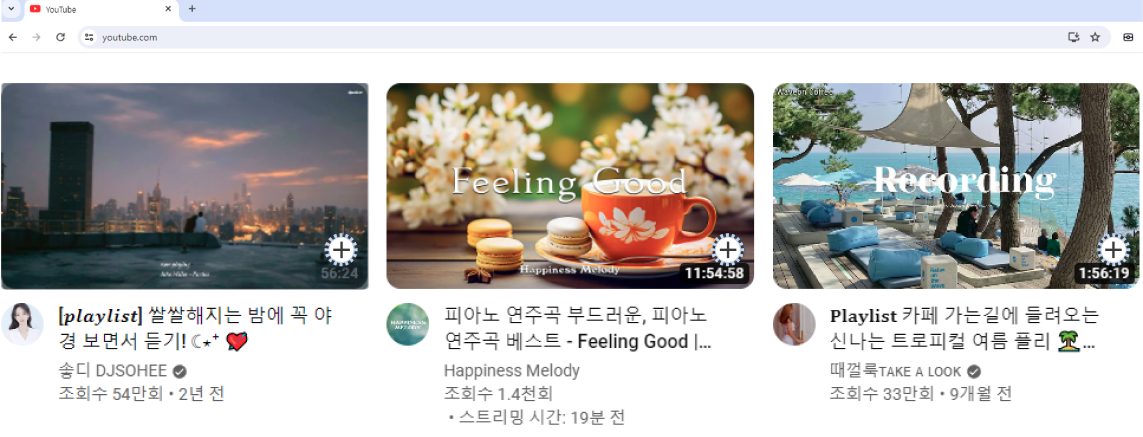 YouTube
youtube.com
56:24
Feeling Good
Happiness Melody
11:54:58
Waveon Coffee
Recording
1:56:19
[playlist] 쌀쌀해지는 밤에 꼭 야
경 보면서 듣기! ☾⋆⁺ 💘
송디 DJSOHEE
조회수 54만회 • 2년 전
피아노 연주곡 부드러운, 피아노
연주곡 베스트 - Feeling Good |...
Happiness Melody
조회수 1.4천회
• 스트리밍 시간: 19분 전
Playlist 카페 가는길에 들려오는
신나는 트로피컬 여름 플리 🏝️...
때껄룩TAKE A LOOK
조회수 33만회 • 9개월 전